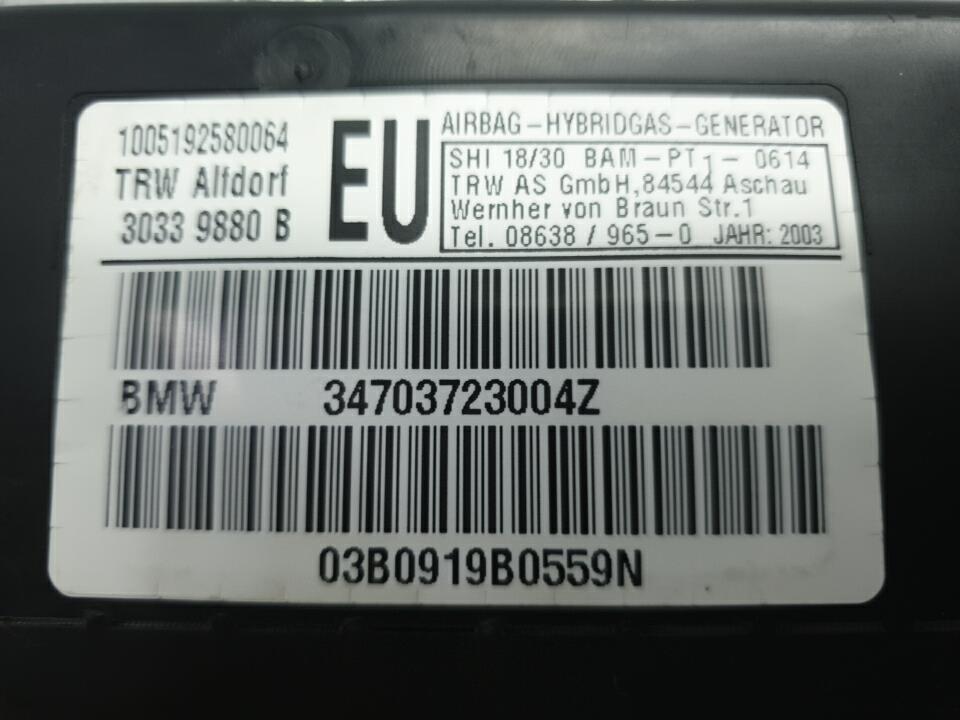 1005192580064
TRW Alfdorf
3033 9880 B
EU
AIRBAG-HYBRIDGAS-GENERATOR
SHI 18/30 BAM-PT1-0614
TRW AS GmbH,84544 Aschau
Wernher von Braun Str.1
Tel. 08638 / 965-0 JAHR: 2003
BMW 34703723004Z
03B0919B0559N